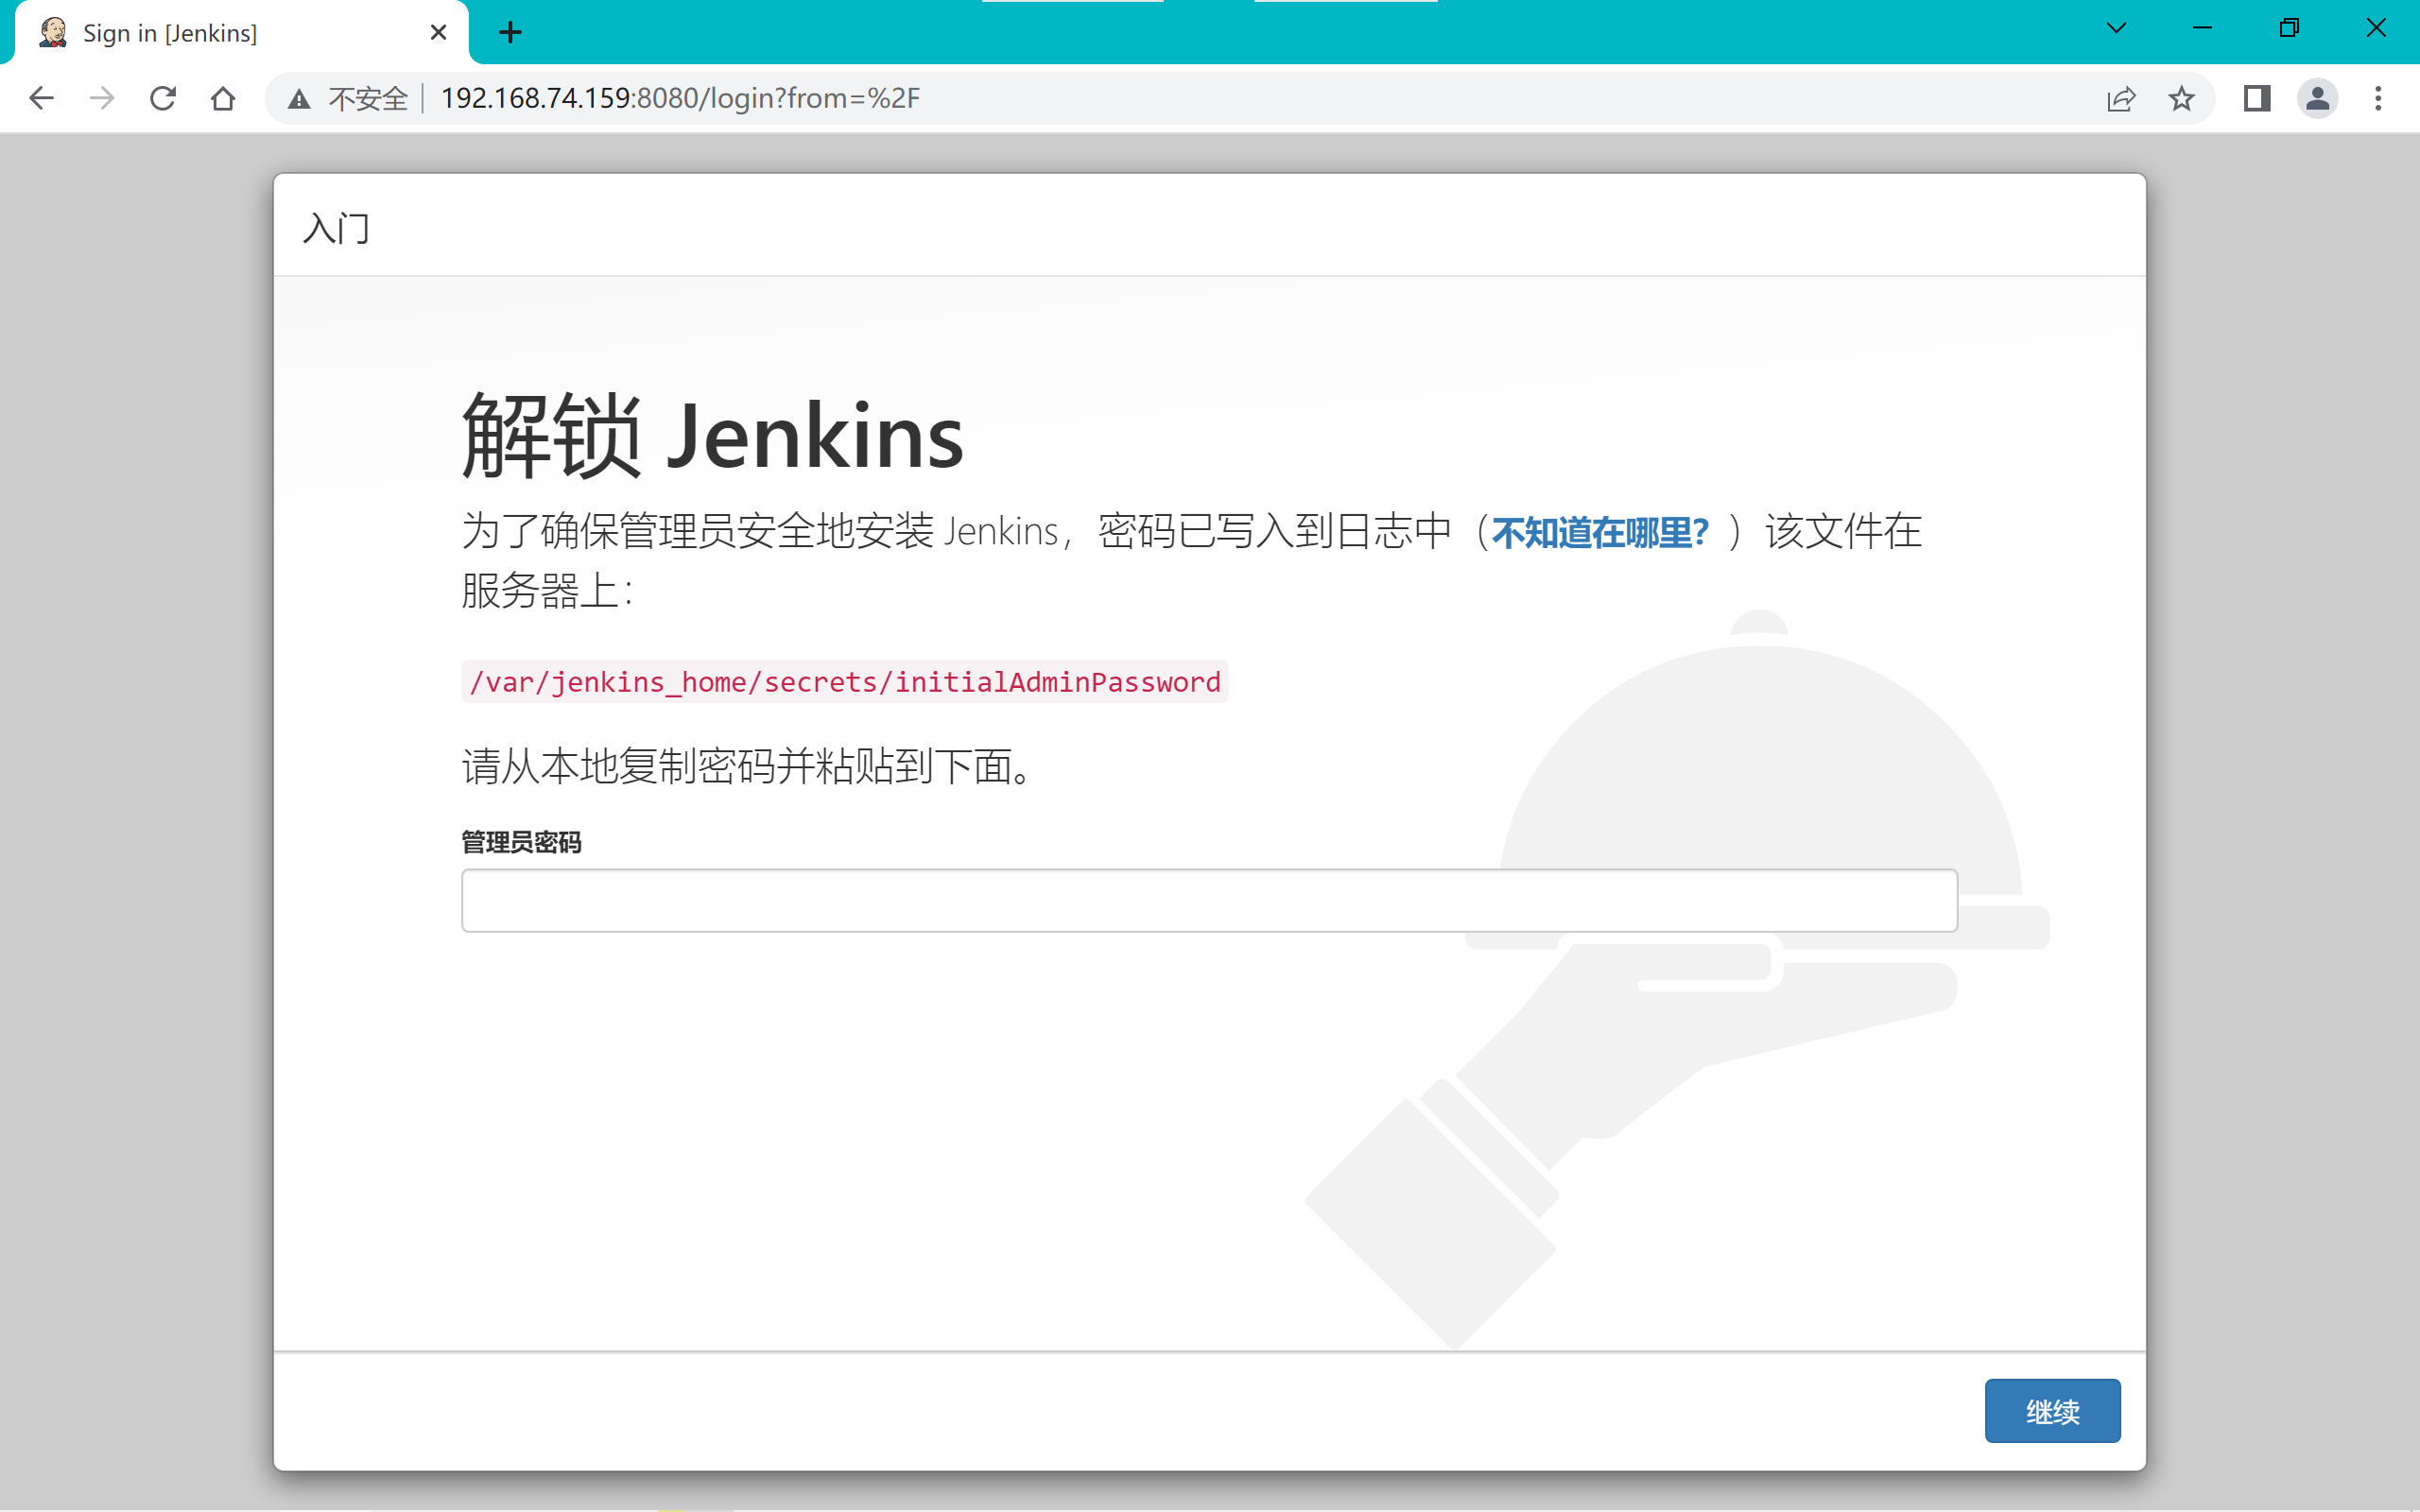 Sign in [Jenkins]
不安全 192.168.74.159:8080/login?from=%2F
入门
解锁 Jenkins
为了确保管理员安全地安装 Jenkins，密码已写入到日志中（不知道在哪里？）该文件在
服务器上：
/var/jenkins_home/secrets/initialAdminPassword
请从本地复制密码并粘贴到下面。
管理员密码
继续